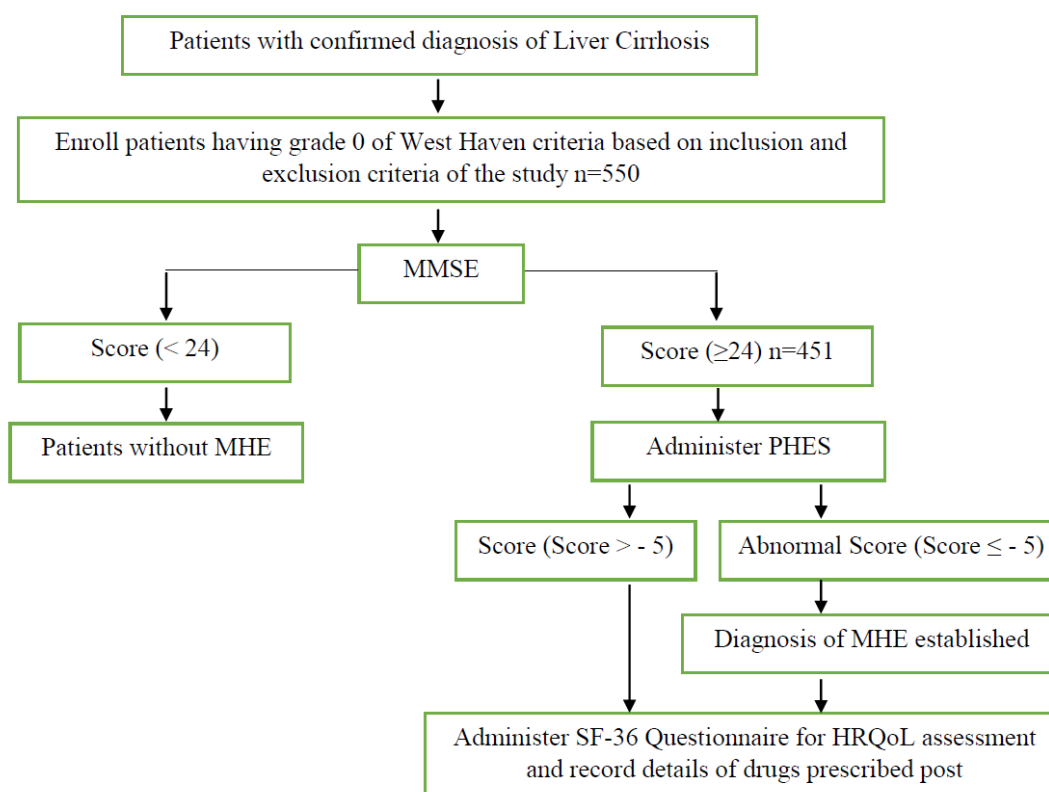 Patients with confirmed diagnosis of Liver Cirrhosis
Enroll patients having grade 0 of West Haven criteria based on inclusion and
exclusion criteria of the study n=550
MMSE
Score (< 24)
Score (≥24) n=451
Patients without MHE
Administer PHES
Score (Score > - 5)
Abnormal Score (Score ≤ - 5)
Diagnosis of MHE established
Administer SF-36 Questionnaire for HRQoL assessment
and record details of drugs prescribed post